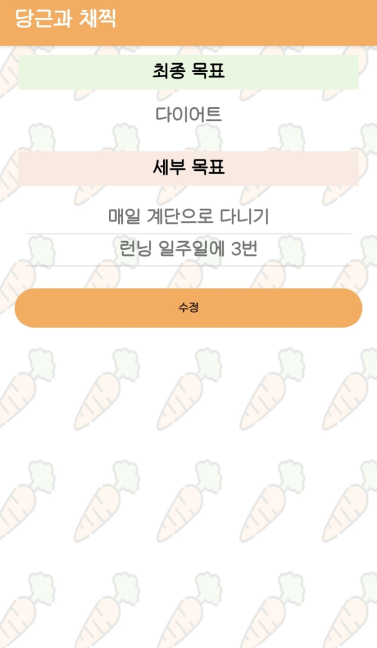 당근과 채찍
최종 목표
다이어트
세부 목표
매일 계단으로 다니기
런닝 일주일에 3번
수정